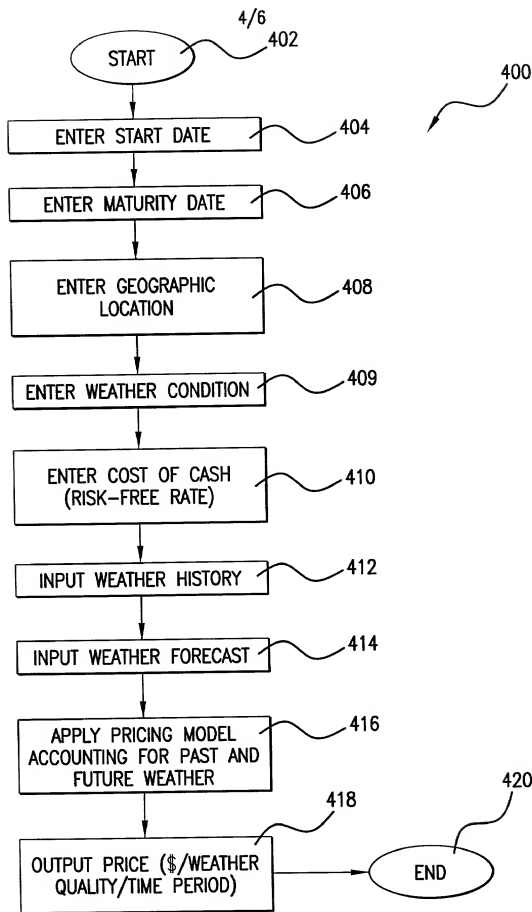 4/6
START
402
400
ENTER START DATE
404
ENTER MATURITY DATE
406
ENTER GEOGRAPHIC
LOCATION
408
ENTER WEATHER CONDITION
409
ENTER COST OF CASH
(RISK-FREE RATE)
410
INPUT WEATHER HISTORY
412
INPUT WEATHER FORECAST
414
APPLY PRICING MODEL
ACCOUNTING FOR PAST AND
FUTURE WEATHER
416
OUTPUT PRICE ($/WEATHER
QUALITY/TIME PERIOD)
418
END
420